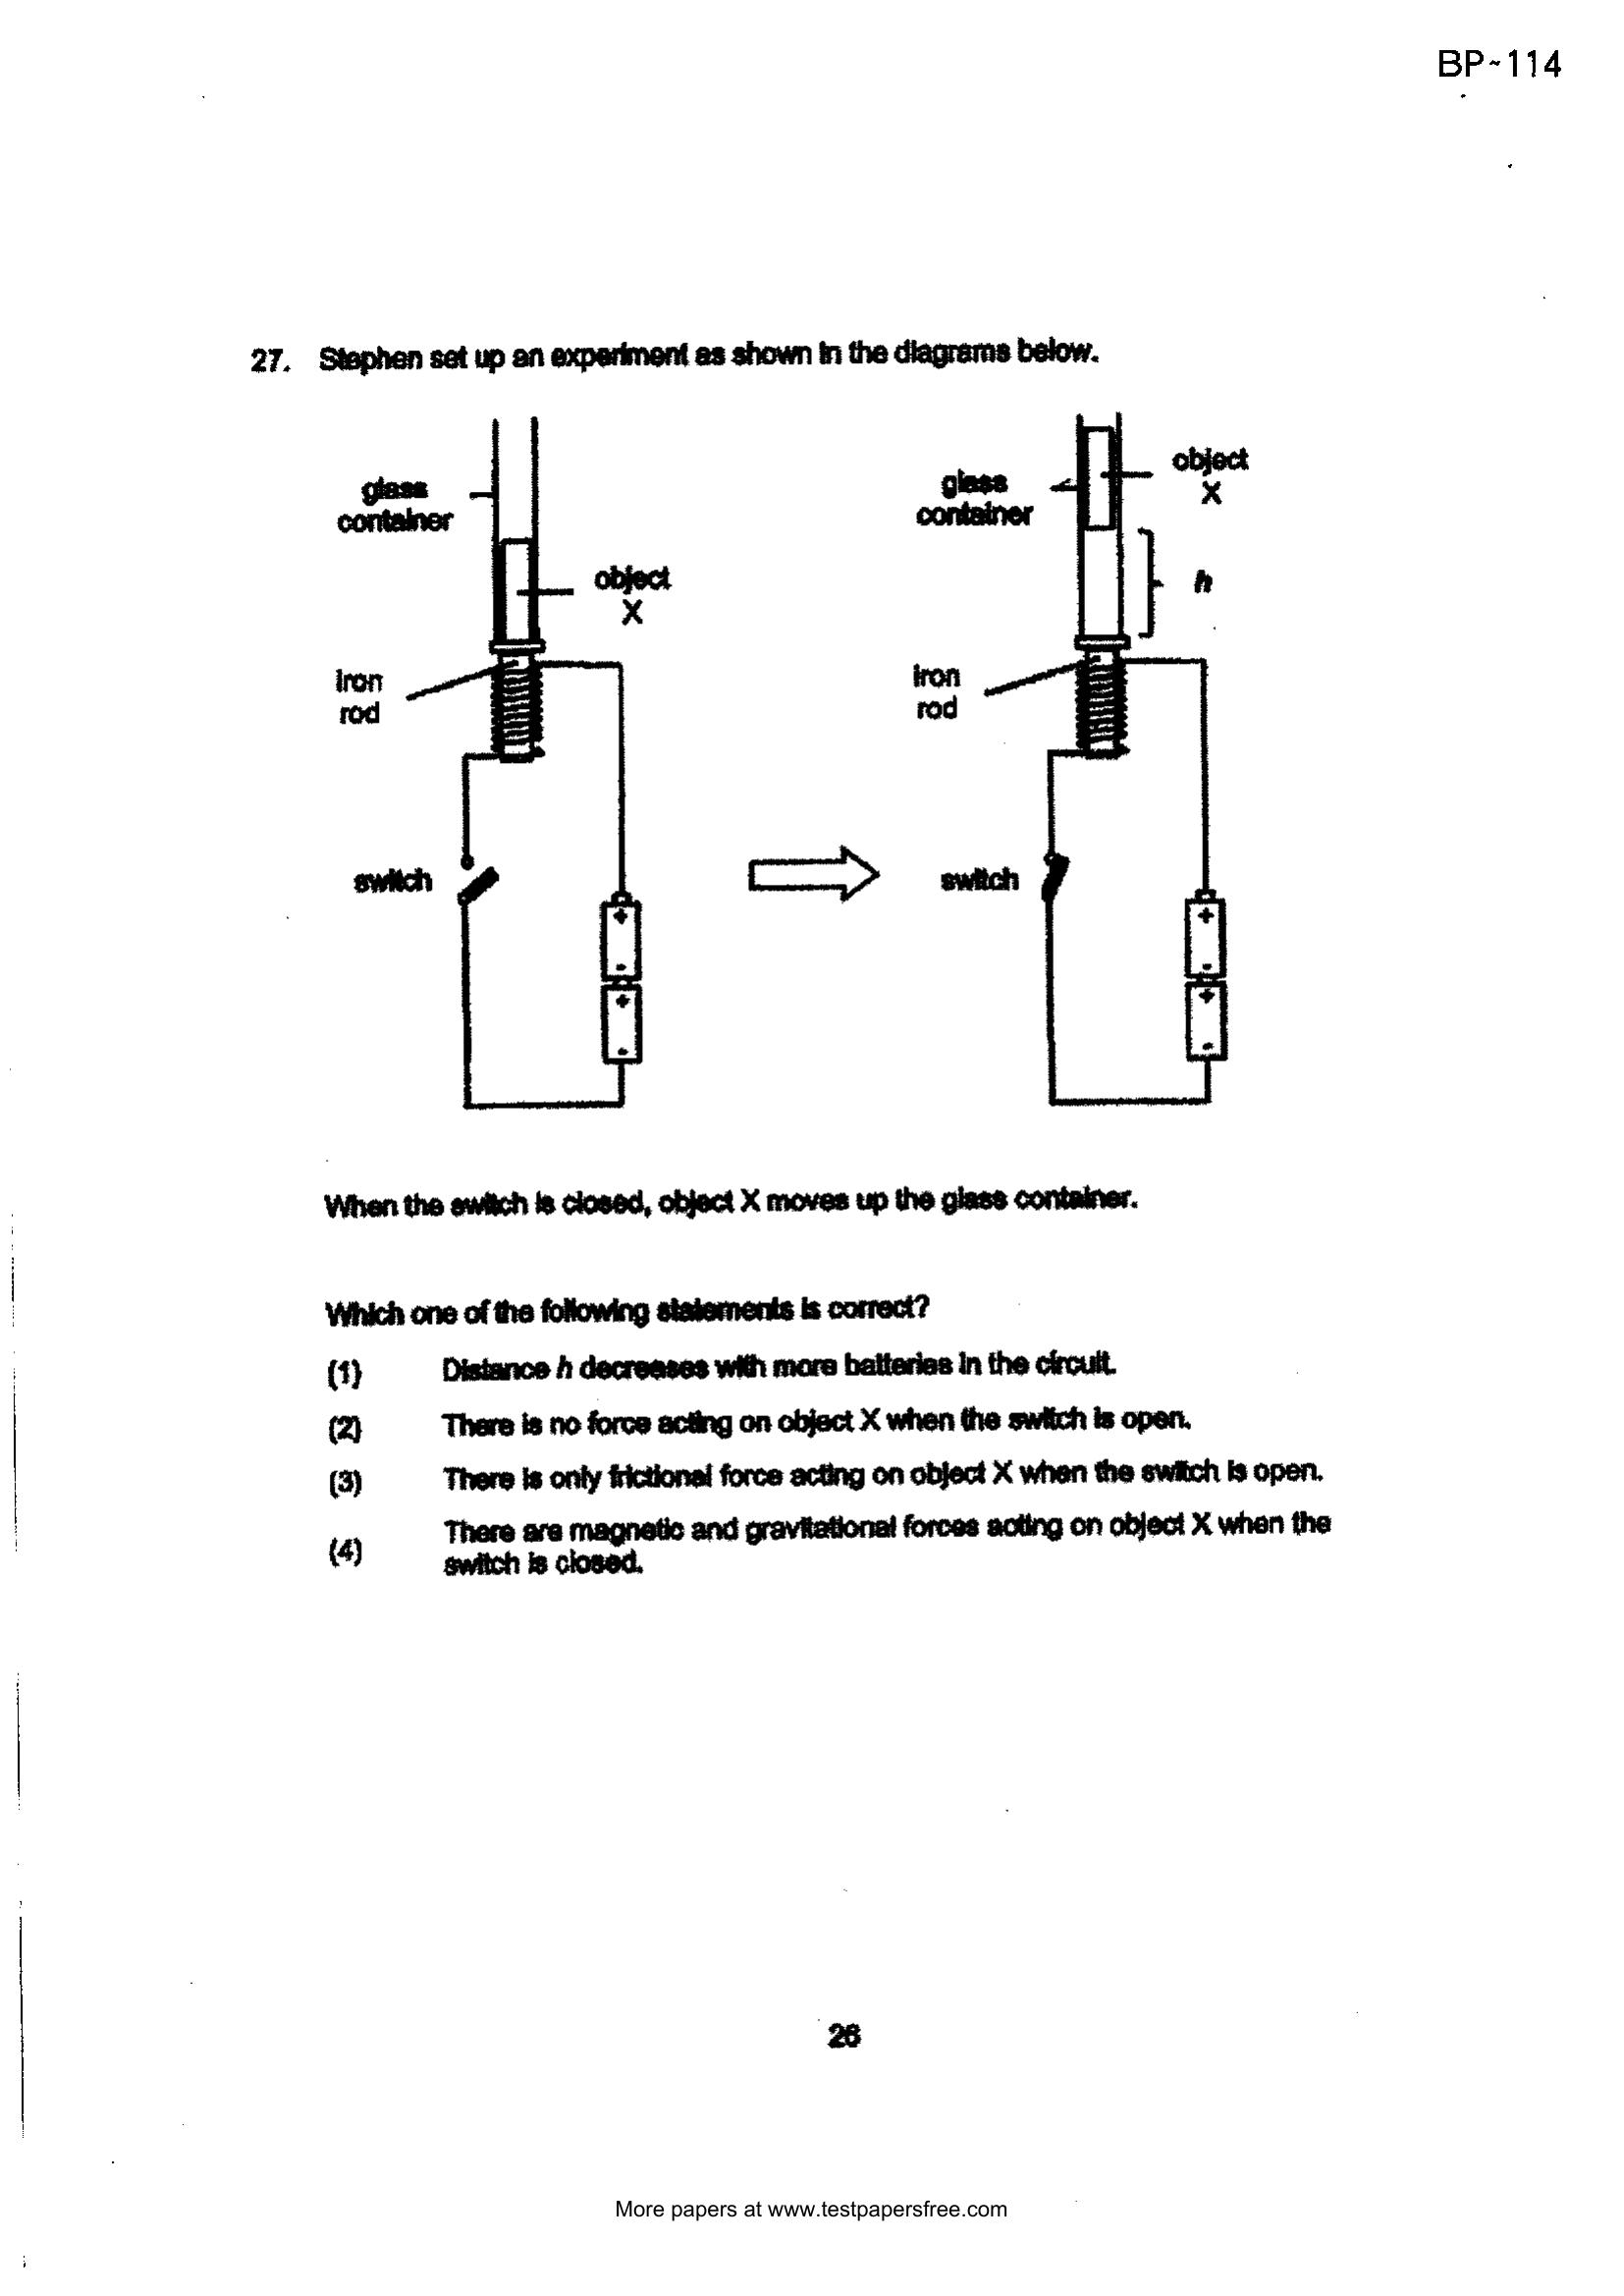 BP~114
27. Stephen set up an experiment as shown in the diagrams below.
glass
container
object
X
iron
rod
switch
+
-
+
-
glass
container
object
X
h
iron
rod
switch
+
-
+
-
When the switch is closed, object X moves up the glass container.
Which one of the following statements is correct?
(1) Distance h decreases with more batteries in the circuit.
(2) There is no force acting on object X when the switch is open.
(3) There is only frictional force acting on object X when the switch is open.
(4) There are magnetic and gravitational forces acting on object X when the
switch is closed.
26
More papers at www.testpapersfree.com